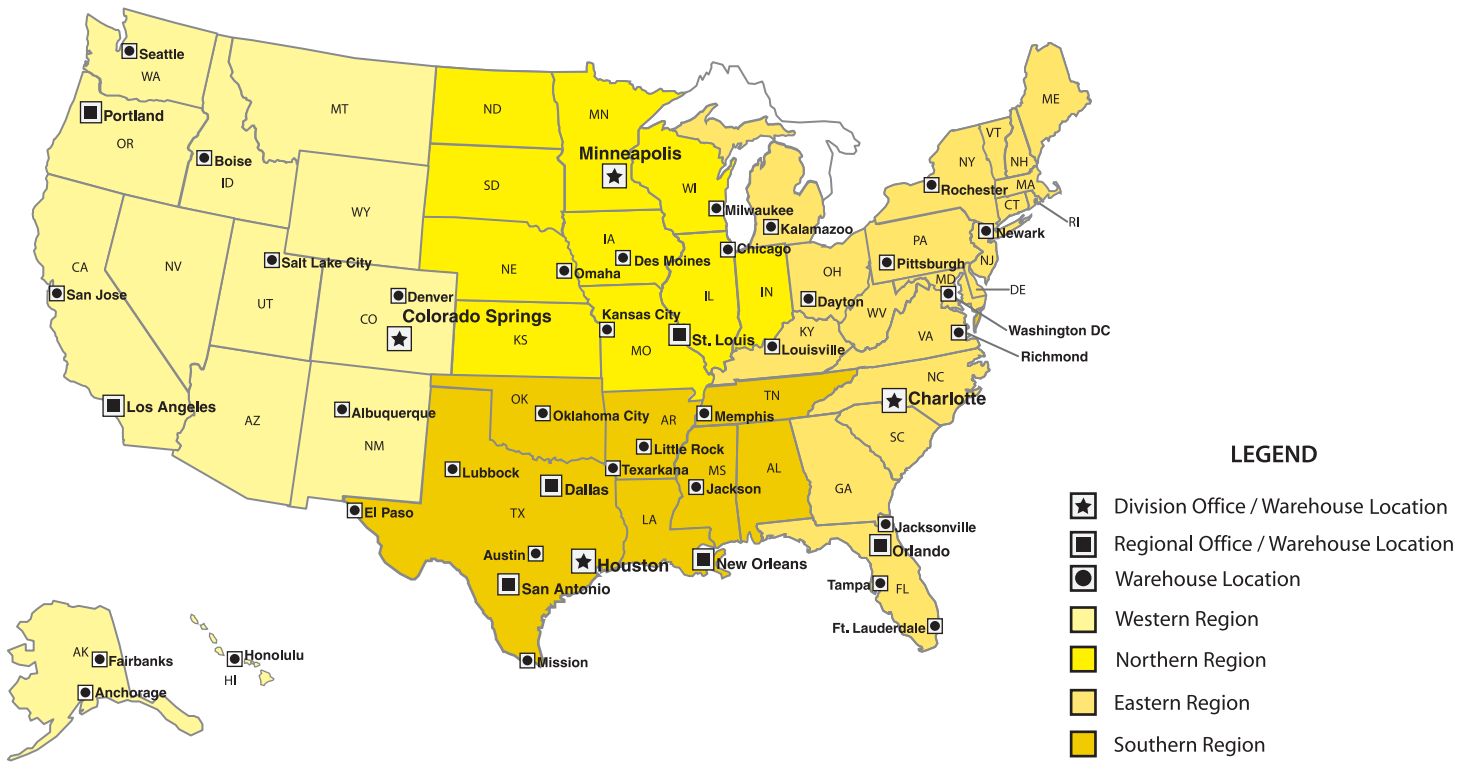 Seattle
WA
Portland
OR
Boise
ID
MT
WY
CA
NV
San Jose
Salt Lake City
UT
Denver
CO
Colorado Springs
Los Angeles
AZ
Albuquerque
NM
ND
MN
Minneapolis
SD
WI
Milwaukee
IA
Des Moines
NE
Omaha
Chicago
IL
IN
Kansas City
KS
MO
St. Louis
Kalamazoo
OH
Dayton
KY
Louisville
WV
VA
PA
Pittsburgh
MD
NJ
DE
Washington DC
Richmond
ME
VT
NH
NY
MA
CT
RI
Rochester
Newark
NC
Charlotte
SC
GA
TN
Memphis
OK
Oklahoma City
AR
Little Rock
Texarkana
MS
Jackson
AL
Lubbock
Dallas
TX
LA
El Paso
Austin
Houston
New Orleans
San Antonio
Mission
Jacksonville
Orlando
Tampa
FL
Ft. Lauderdale
AK
Fairbanks
Anchorage
Honolulu
HI
LEGEND
Division Office / Warehouse Location
Regional Office / Warehouse Location
Warehouse Location
Western Region
Northern Region
Eastern Region
Southern Region